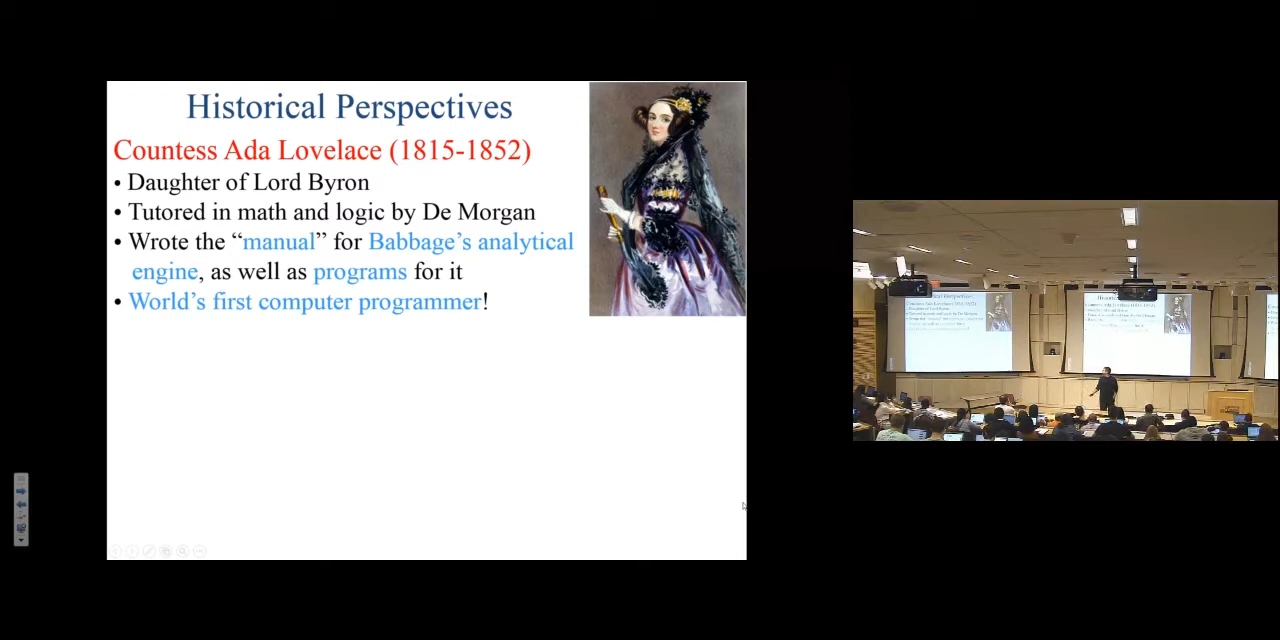 Historical Perspectives
Countess Ada Lovelace (1815-1852)
• Daughter of Lord Byron
• Tutored in math and logic by De Morgan
• Wrote the “manual” for Babbage’s analytical
engine, as well as programs for it
• World’s first computer programmer!